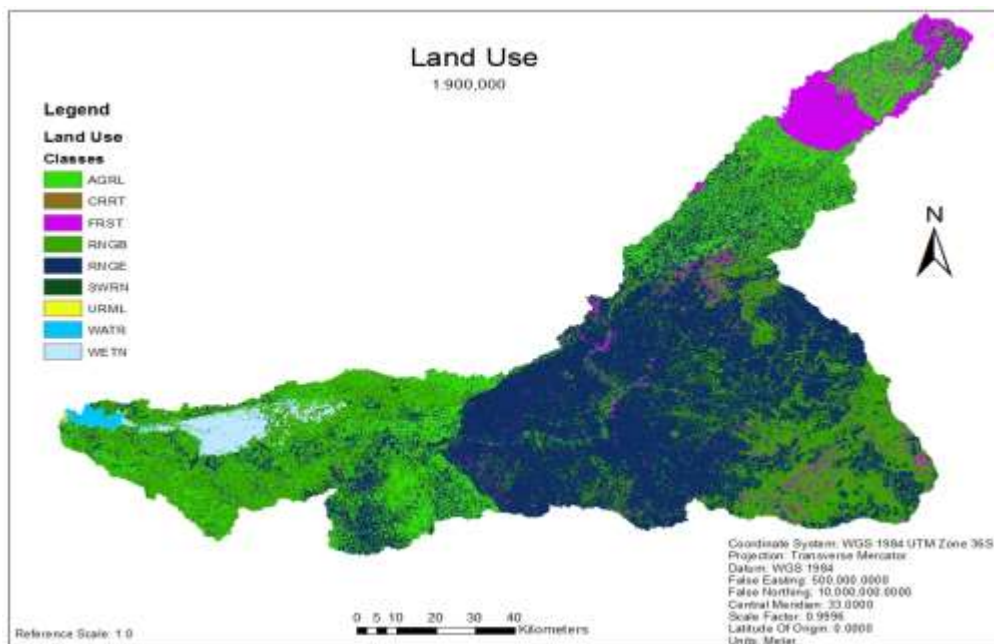 Land Use
1:900,000
Legend
Land Use
Classes
AGRL
CRRT
FRST
RNGB
RNGE
SWRN
URML
WATR
WETN
N
Coordinate System: WGS 1984 UTM Zone 36S
Projection: Transverse Mercator
Datum: WGS 1984
False Easting: 500,000.0000
False Northing: 10,000,000.0000
Central Meridian: 33.0000
Scale Factor: 0.9996
Latitude Of Origin: 0.0000
Units: Meter
0 5 10 20 30 40
Kilometers
Reference Scale: 1:0